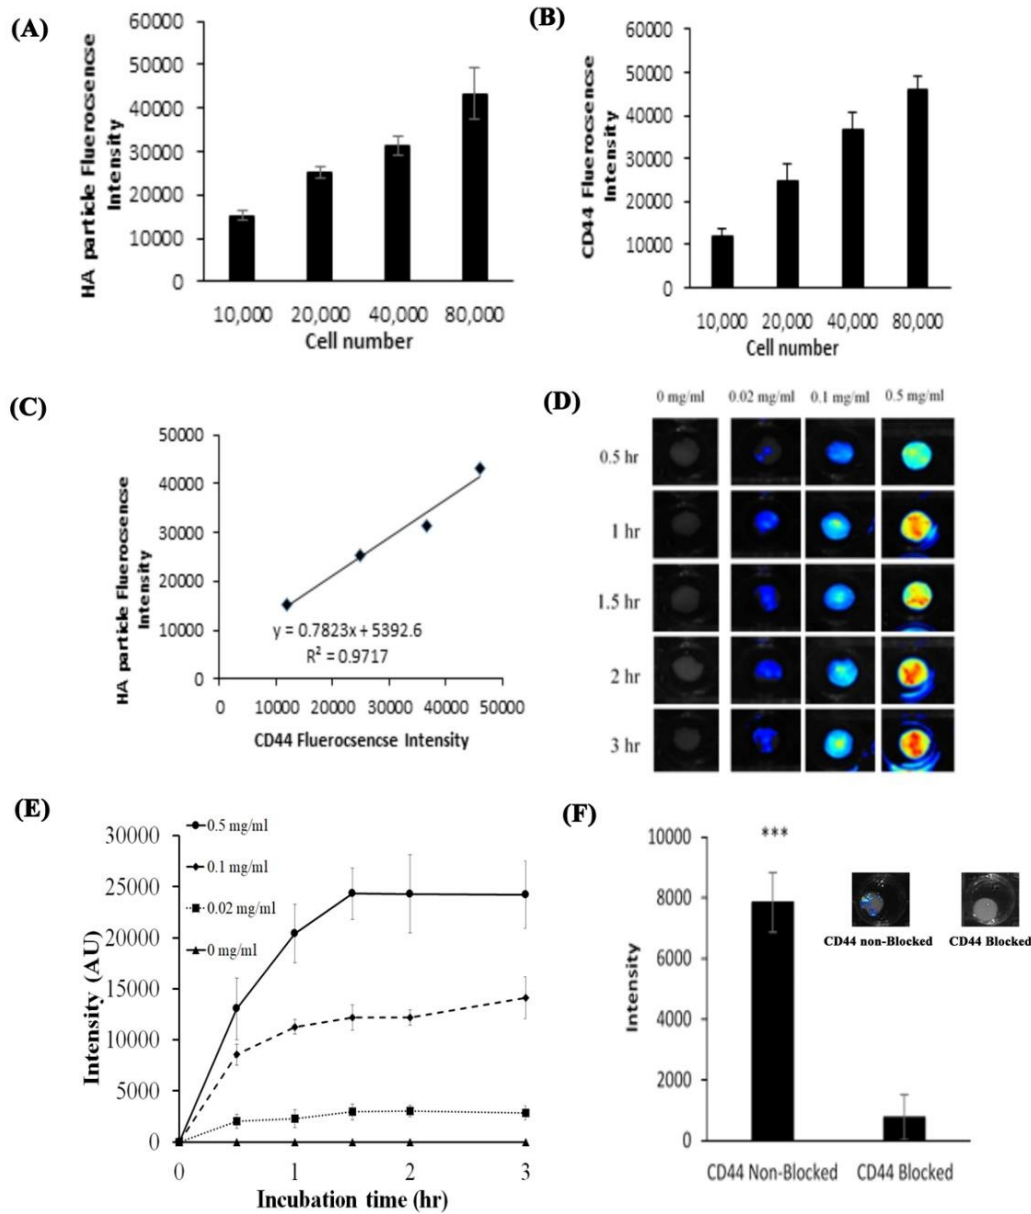 (A)
HA particle Fluerocsencse
Intensity
60000
50000
40000
30000
20000
10000
0
10,000 20,000 40,000 80,000
Cell number
(B)
CD44 Fluerocsencse
Intensity
60000
50000
40000
30000
20000
10000
0
10,000 20,000 40,000 80,000
Cell number
(C)
HA particle Fluerocsencse
Intensity
50000
40000
30000
20000
10000
0
y = 0.7823x + 5392.6
R² = 0.9717
0 10000 20000 30000 40000 50000
CD44 Fluerocsencse Intensity
(D)
0 mg/ml 0.02 mg/ml 0.1 mg/ml 0.5 mg/ml
0.5 hr
1 hr
1.5 hr
2 hr
3 hr
(E)
Intensity (AU)
30000
25000
20000
15000
10000
5000
0
0.5 mg/ml
0.1 mg/ml
0.02 mg/ml
0 mg/ml
0 1 2 3
Incubation time (hr)
(F)
Intensity
10000
8000
6000
4000
2000
0
***
CD44 non-Blocked CD44 Blocked
CD44 Non-Blocked CD44 Blocked